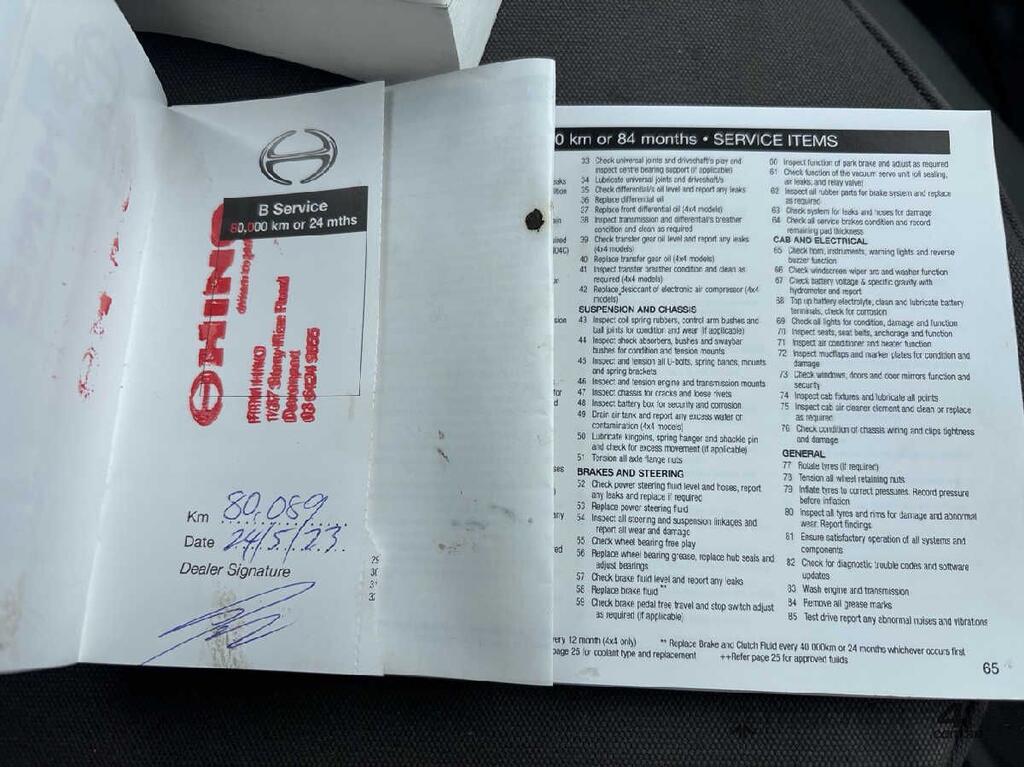 B Service
80,000 km or 24 mths
HINO
Devonport
Km 80,089
Date 24/5/23
Dealer Signature
0 km or 84 months • SERVICE ITEMS
33 Check universal joints and driveshaft/s play and
inspect centre bearing support (if applicable)
34 Lubricate universal joints and driveshaft/s
35 Check differential/s oil level and report any leaks
36 Replace differential oil
37 Replace front differential oil (4x4 models)
38 Inspect transmission and differential/s breather
condition and clean as required
39 Check transfer gear oil level and report any leaks
(4x4 models)
40 Replace transfer gear oil (4x4 models)
41 Inspect transfer breather condition and clean as
required (4x4 models)
42 Replace desiccant of electronic air compressor (4x4
models)
SUSPENSION AND CHASSIS
43 Inspect coil spring rubbers, control arm bushes and
ball joints for condition and wear (if applicable)
44 Inspect shock absorbers, bushes and swaybar
bushes for condition and tension mounts
45 Inspect and tension all U-bolts, spring bands, mounts
and spring brackets
46 Inspect and tension engine and transmission mounts
47 Inspect chassis for cracks and loose rivets
48 Inspect battery box for security and corrosion
49 Drain air tank and report any excess water or
contamination (4x4 models)
50 Lubricate kingpins, spring hanger and shackle pin
and check for excess movement (if applicable)
51 Torsion all axle flange nuts
BRAKES AND STEERING
52 Check power steering fluid level and hoses, report
any leaks and replace if required
53 Replace power steering fluid
54 Inspect all steering and suspension linkages and
report all wear and damage
55 Check wheel bearing free play
56 Replace wheel bearing grease, replace hub seals and
adjust bearings
57 Check brake fluid level and report any leaks
58 Replace brake fluid**
59 Check brake pedal free travel and stop switch adjust
as required (if applicable)
60 Inspect function of park brake and adjust as required
61 Check function of the vacuum servo unit (oil sealing,
air leaks, and relay valve)
62 Inspect all rubber parts for brake system and replace
as required
63 Check system for leaks and hoses for damage
64 Check all service brakes condition and record
remaining pad thickness
CAB AND ELECTRICAL
65 Check horn, instruments, warning lights and reverse
buzzer function
66 Check windscreen wiper arc and washer function
67 Check battery voltage & specific gravity with
hydrometer and report
68 Top up battery electrolyte, clean and lubricate battery
terminals, check for corrosion
69 Check all lights for condition, damage and function
70 Inspect seats, seat belts, anchorage and function
71 Inspect air conditioner and heater function
72 Inspect mudflaps and marker plates for condition and
damage
73 Check windows, doors and door mirrors function and
security
74 Inspect cab fixtures and lubricate all points
75 Inspect cab air cleaner element and clean or replace
as required
76 Check condition of chassis wiring and clips tightness
and damage
GENERAL
77 Rotate tyres (if required)
78 Tension all wheel retaining nuts
79 Inflate tyres to correct pressures. Record pressure
before inflation
80 Inspect all tyres and rims for damage and abnormal
wear. Report findings
81 Ensure satisfactory operation of all systems and
components
82 Check for diagnostic trouble codes and software
updates
83 Wash engine and transmission
84 Remove all grease marks
85 Test drive report any abnormal noises and vibrations
ery 12 month (4x4 only) ** Replace Brake and Clutch Fluid every 40 000km or 24 months whichever occurs first
page 25 for coolant type and replacement ++Refer page 25 for approved fluids
65